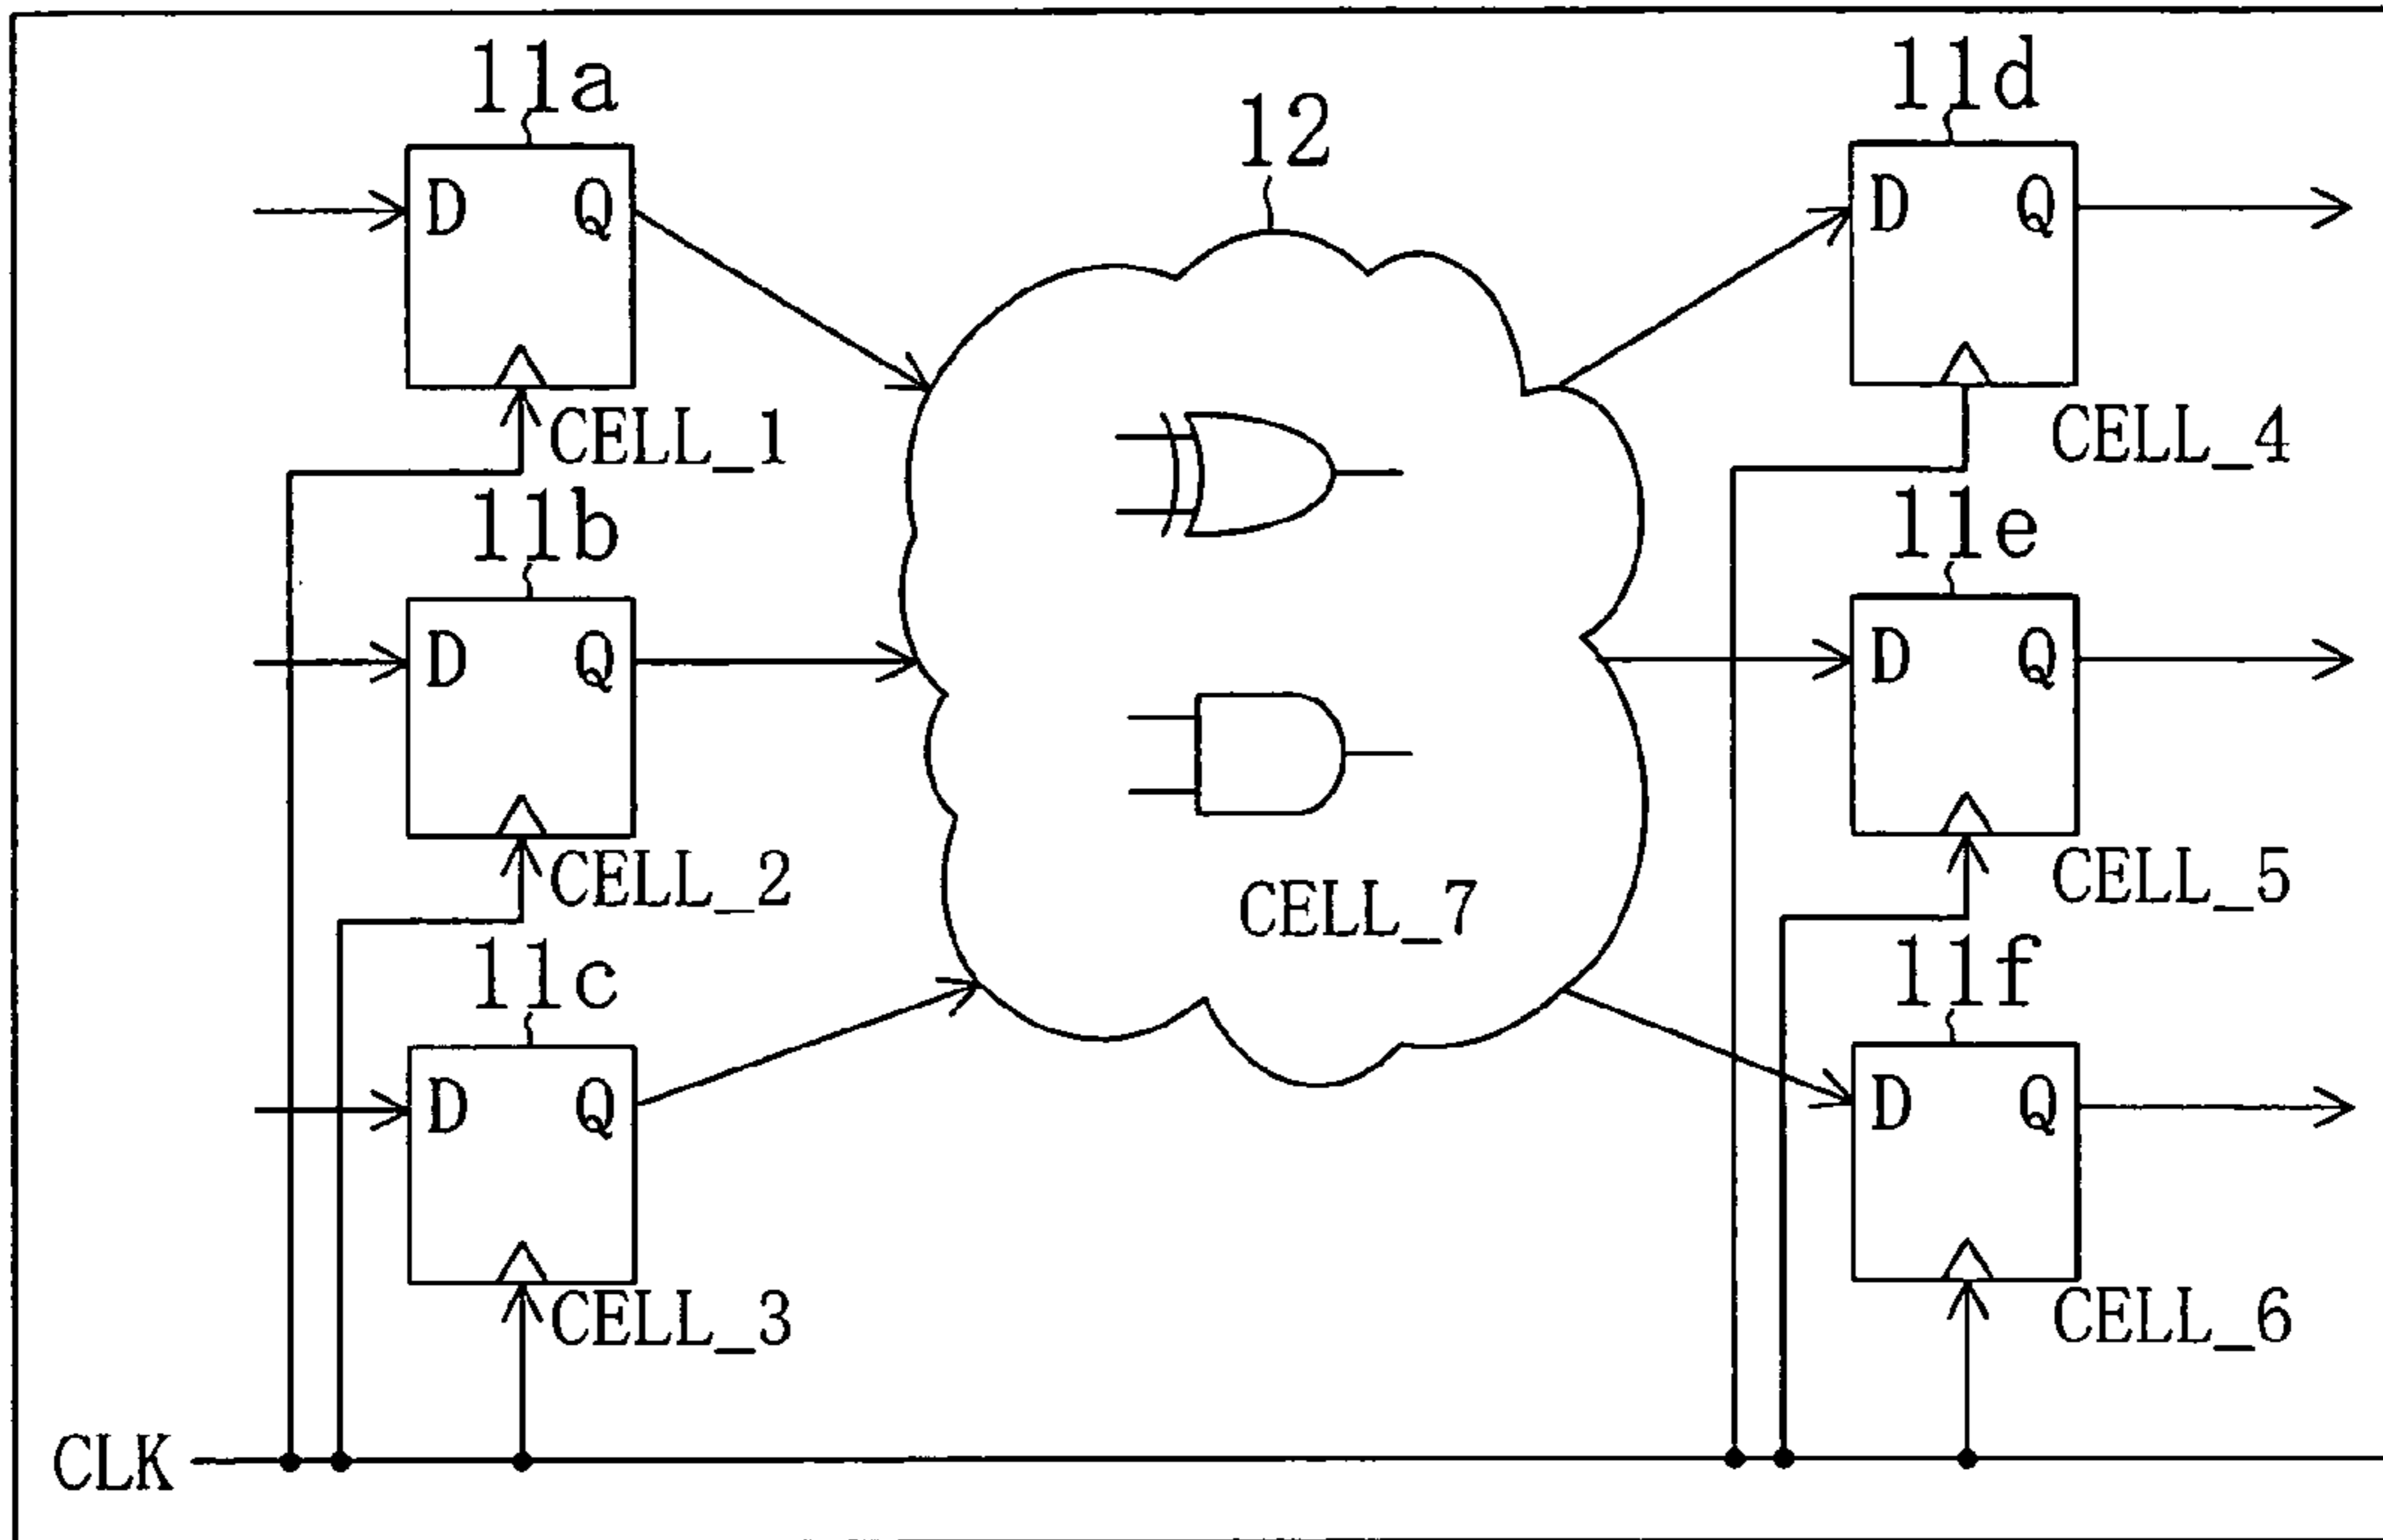 11a
12
11d
D Q
D Q
CELL_1
CELL_4
11b
11e
D Q
D Q
CELL_2
CELL_7
CELL_5
11c
11f
D Q
D Q
CELL_3
CELL_6
CLK